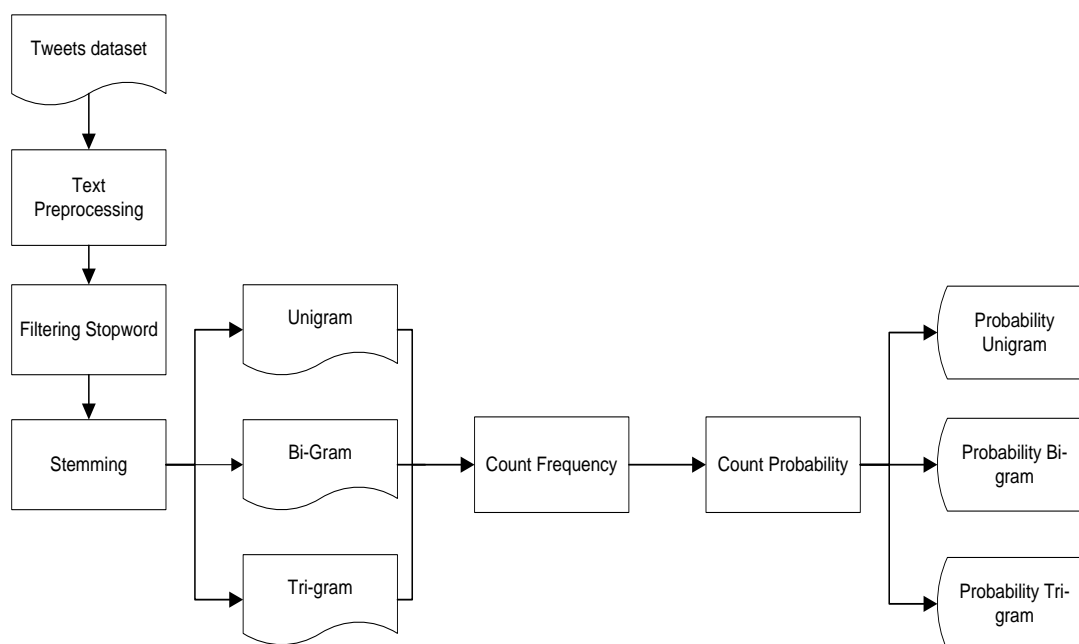 Tweets dataset
Text
Preprocessing
Filtering Stopword
Stemming
Unigram
Bi-Gram
Tri-gram
Count Frequency
Count Probability
Probability
Unigram
Probability Bi-
gram
Probability Tri-
gram